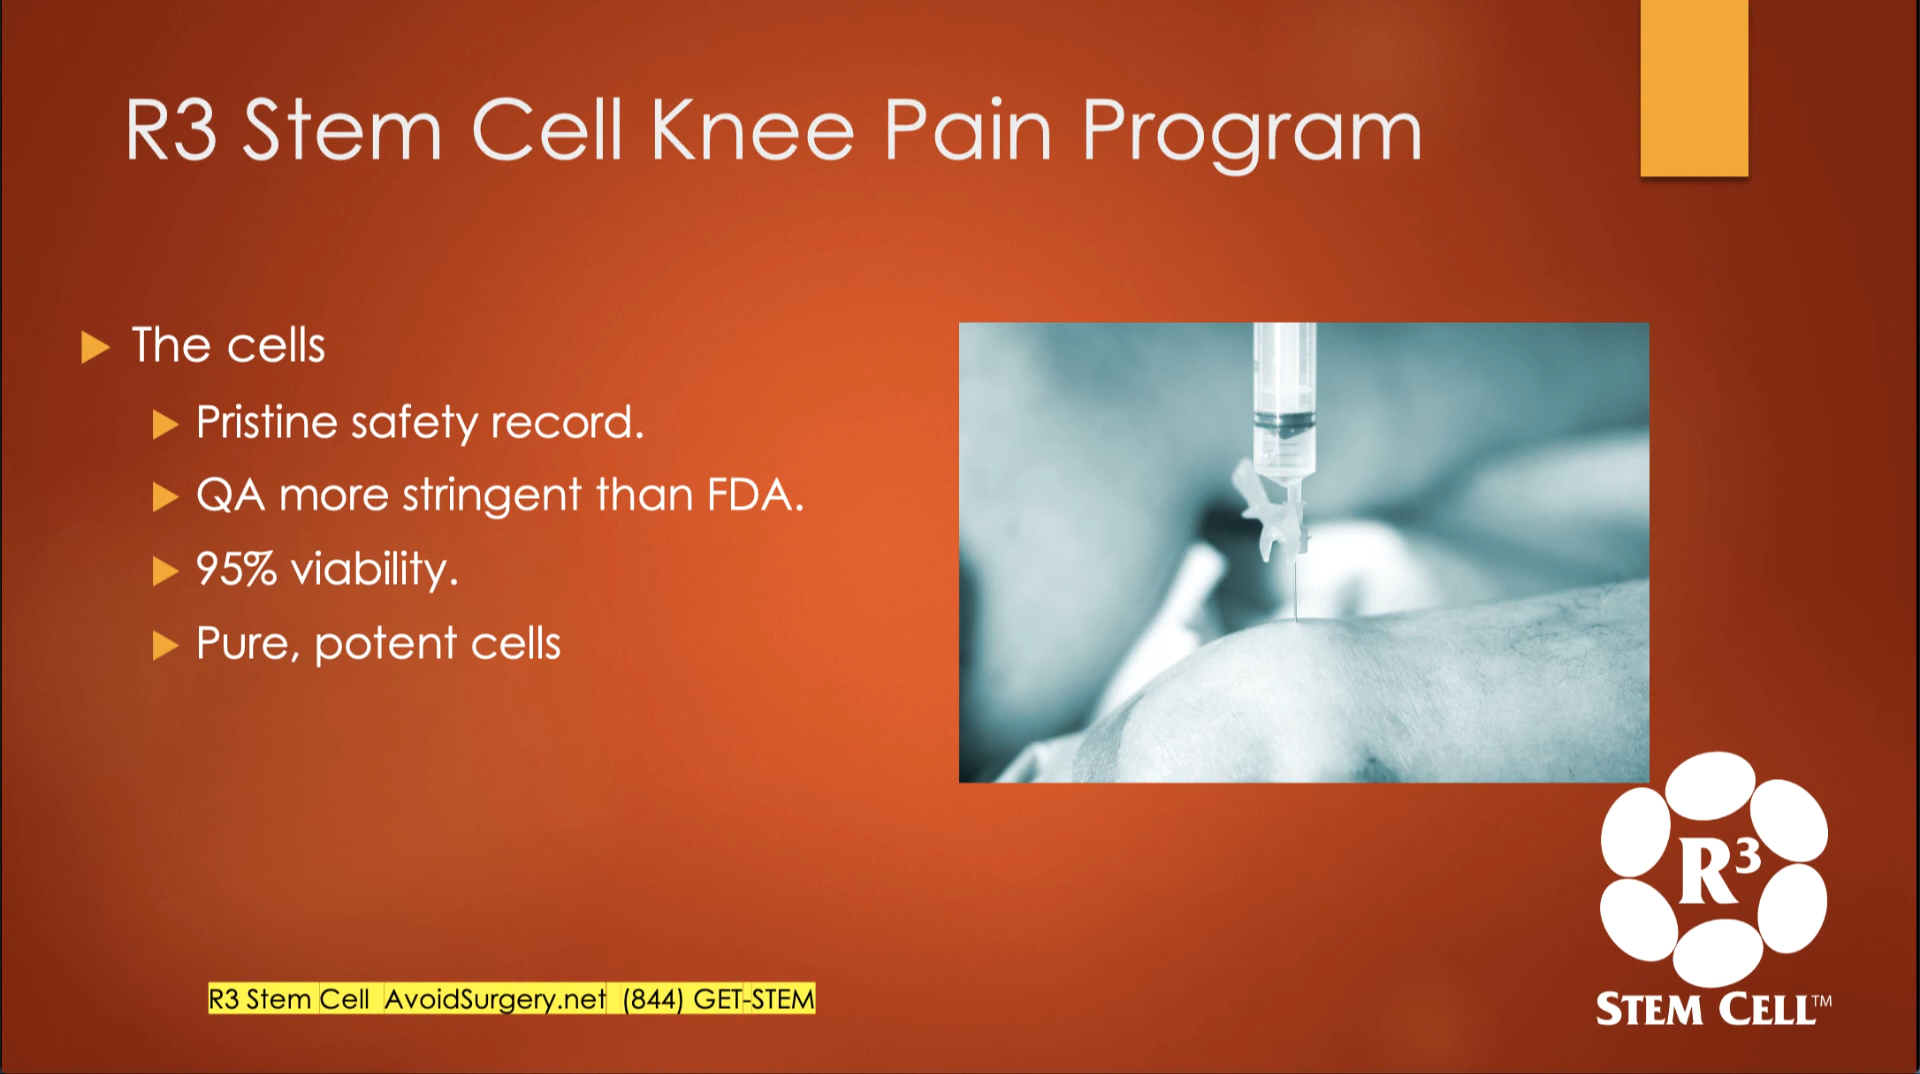 R3 Stem Cell Knee Pain Program
The cells
Pristine safety record.
QA more stringent than FDA.
95% viability.
Pure, potent cells
R3 Stem Cell AvoidSurgery.net (844) GET-STEM
R³
STEM CELL™